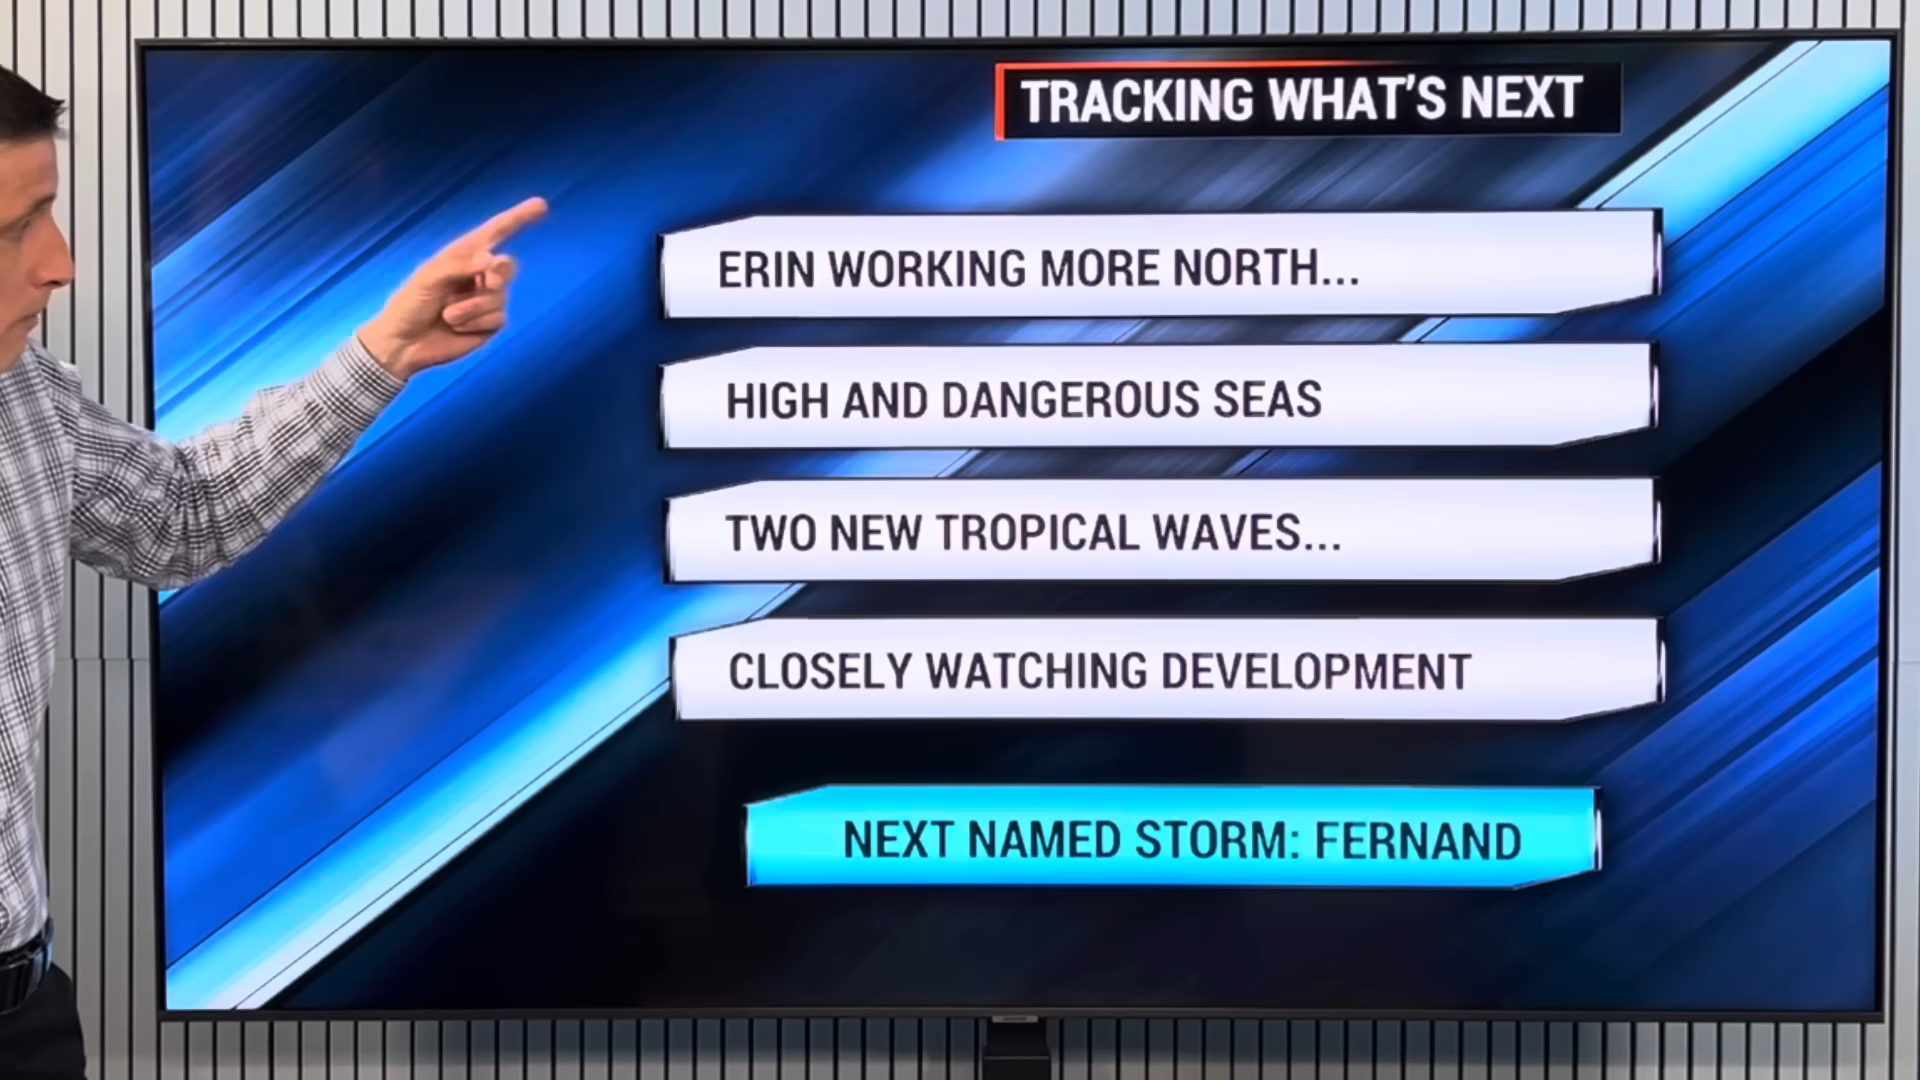 TRACKING WHAT'S NEXT
ERIN WORKING MORE NORTH...
HIGH AND DANGEROUS SEAS
TWO NEW TROPICAL WAVES...
CLOSELY WATCHING DEVELOPMENT
NEXT NAMED STORM: FERNAND